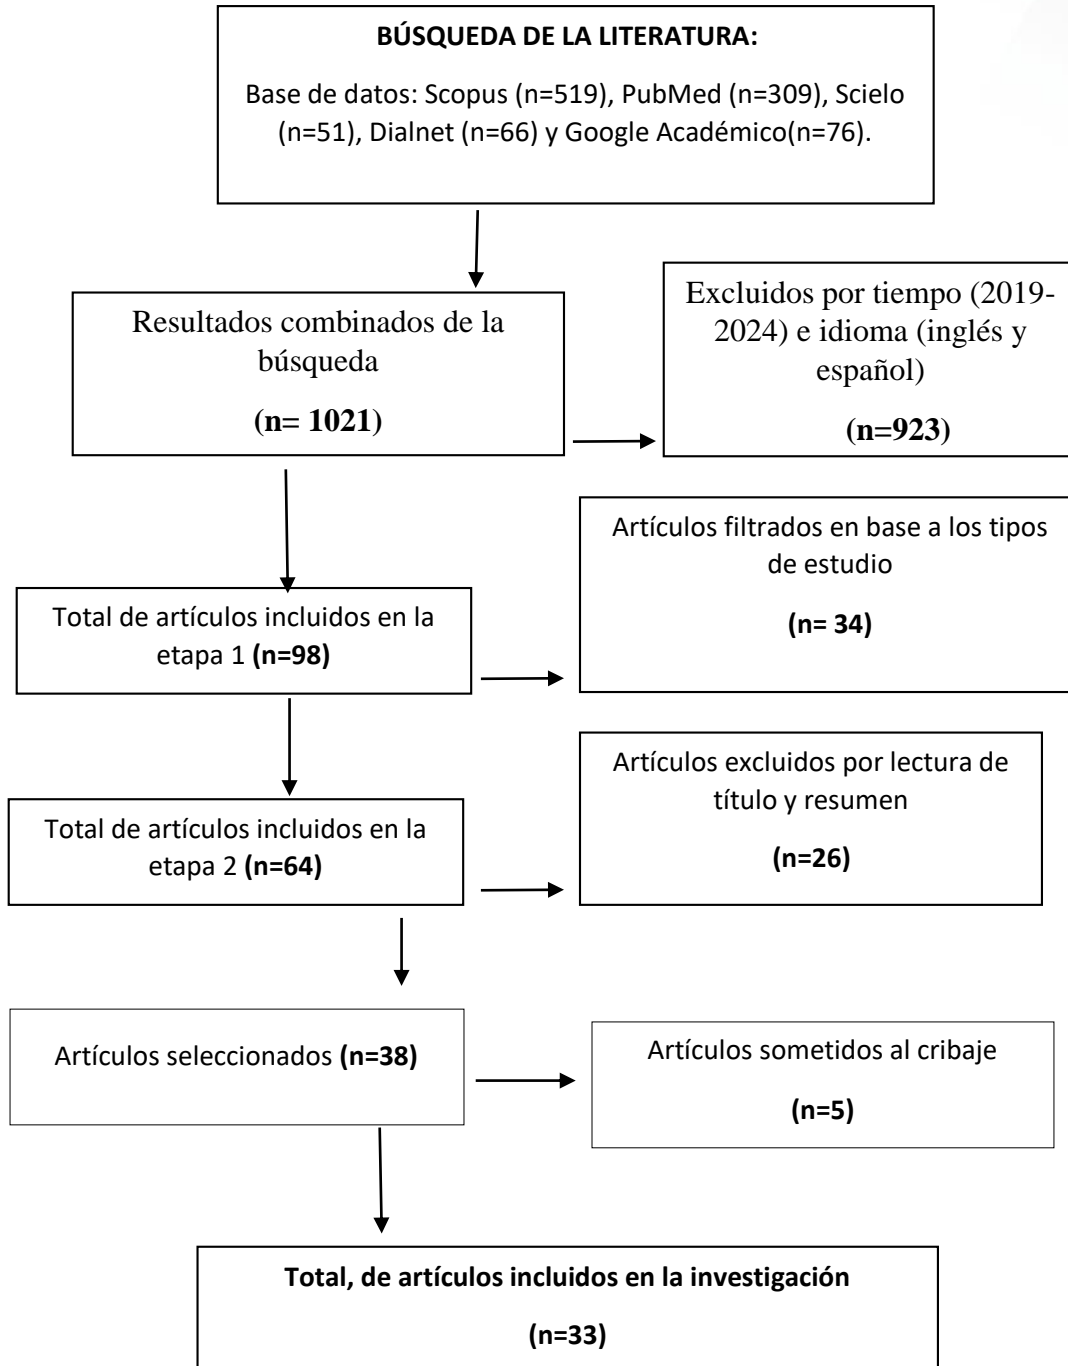 BÚSQUEDA DE LA LITERATURA:
Base de datos: Scopus (n=519), PubMed (n=309), Scielo
(n=51), Dialnet (n=66) y Google Académico(n=76).
Resultados combinados de la
búsqueda
(n= 1021)
Excluidos por tiempo (2019-
2024) e idioma (inglés y
español)
(n=923)
Artículos filtrados en base a los tipos
de estudio
(n= 34)
Total de artículos incluidos en la
etapa 1 (n=98)
Artículos excluidos por lectura de
título y resumen
(n=26)
Total de artículos incluidos en la
etapa 2 (n=64)
Artículos seleccionados (n=38)
Artículos sometidos al cribaje
(n=5)
Total, de artículos incluidos en la investigación
(n=33)